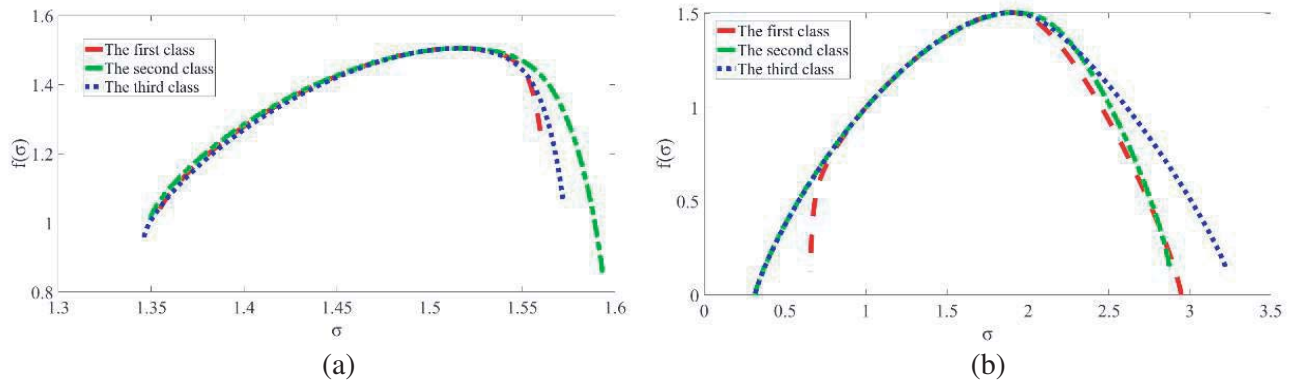 1.6
1.4
1.2
1
0.8
f(σ)
The first class
The second class
The third class
1.3
1.35
1.4
1.45
1.5
1.55
1.6
σ
(a)
1.5
1
0.5
0
f(σ)
The first class
The second class
The third class
0
0.5
1
1.5
2
2.5
3
3.5
σ
(b)